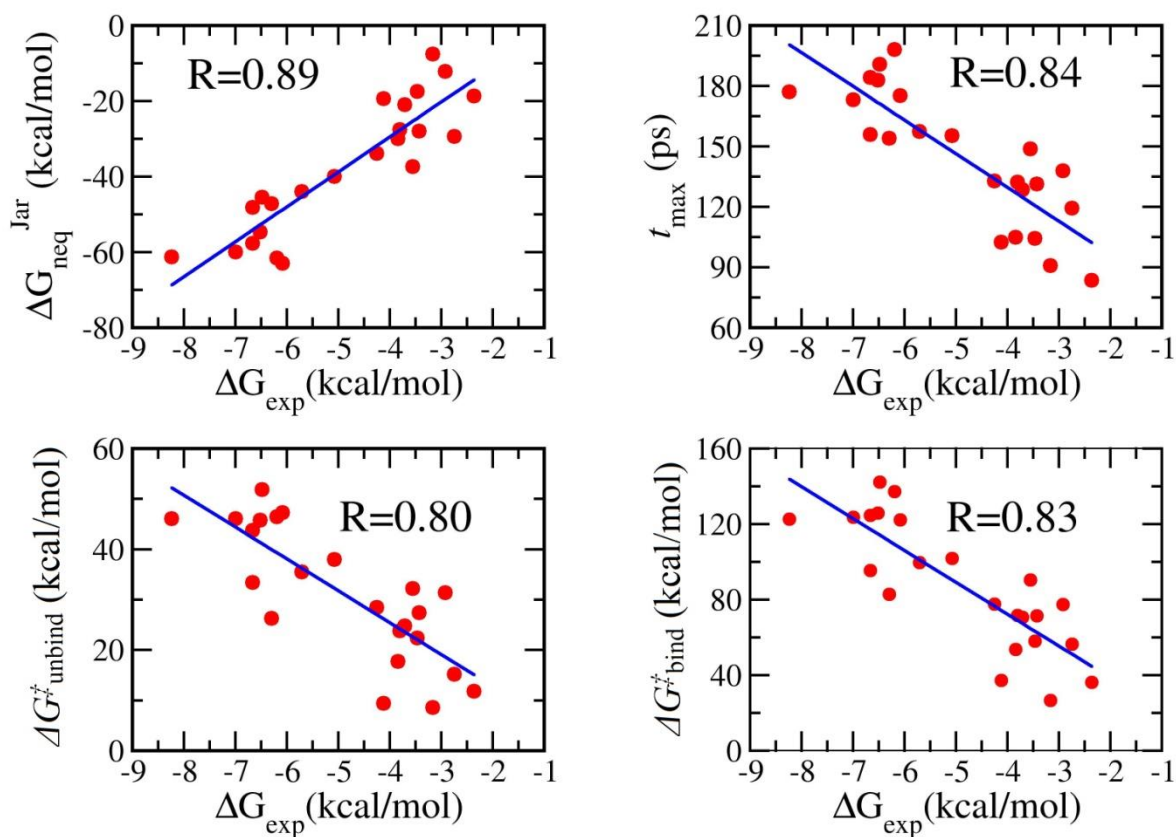 0
-20
-40
-60
-80
R=0.89
ΔG_neq^Jar (kcal/mol)
-9 -8 -7 -6 -5 -4 -3 -2 -1
ΔG_exp(kcal/mol)
210
180
150
120
90
60
R=0.84
t_max (ps)
-9 -8 -7 -6 -5 -4 -3 -2 -1
ΔG_exp(kcal/mol)
60
40
20
0
R=0.80
ΔG^‡_unbind (kcal/mol)
-9 -8 -7 -6 -5 -4 -3 -2 -1
ΔG_exp(kcal/mol)
160
120
80
40
0
R=0.83
ΔG^‡_bind (kcal/mol)
-9 -8 -7 -6 -5 -4 -3 -2 -1
ΔG_exp(kcal/mol)